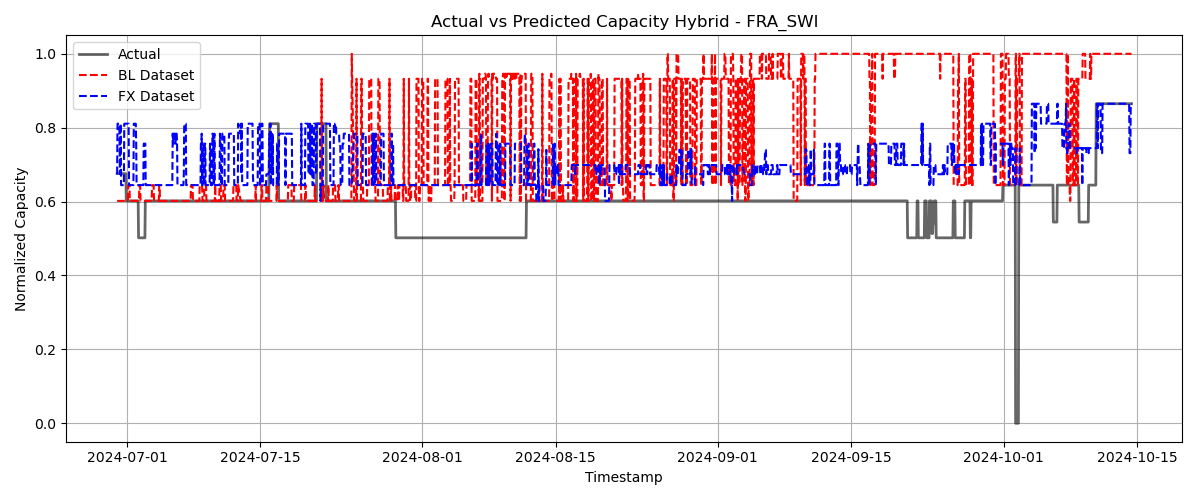 Actual vs Predicted Capacity Hybrid - FRA_SWI
Actual
BL Dataset
FX Dataset
Normalized Capacity
1.0
0.8
0.6
0.4
0.2
0.0
2024-07-01
2024-07-15
2024-08-01
2024-08-15
2024-09-01
2024-09-15
2024-10-01
2024-10-15
Timestamp